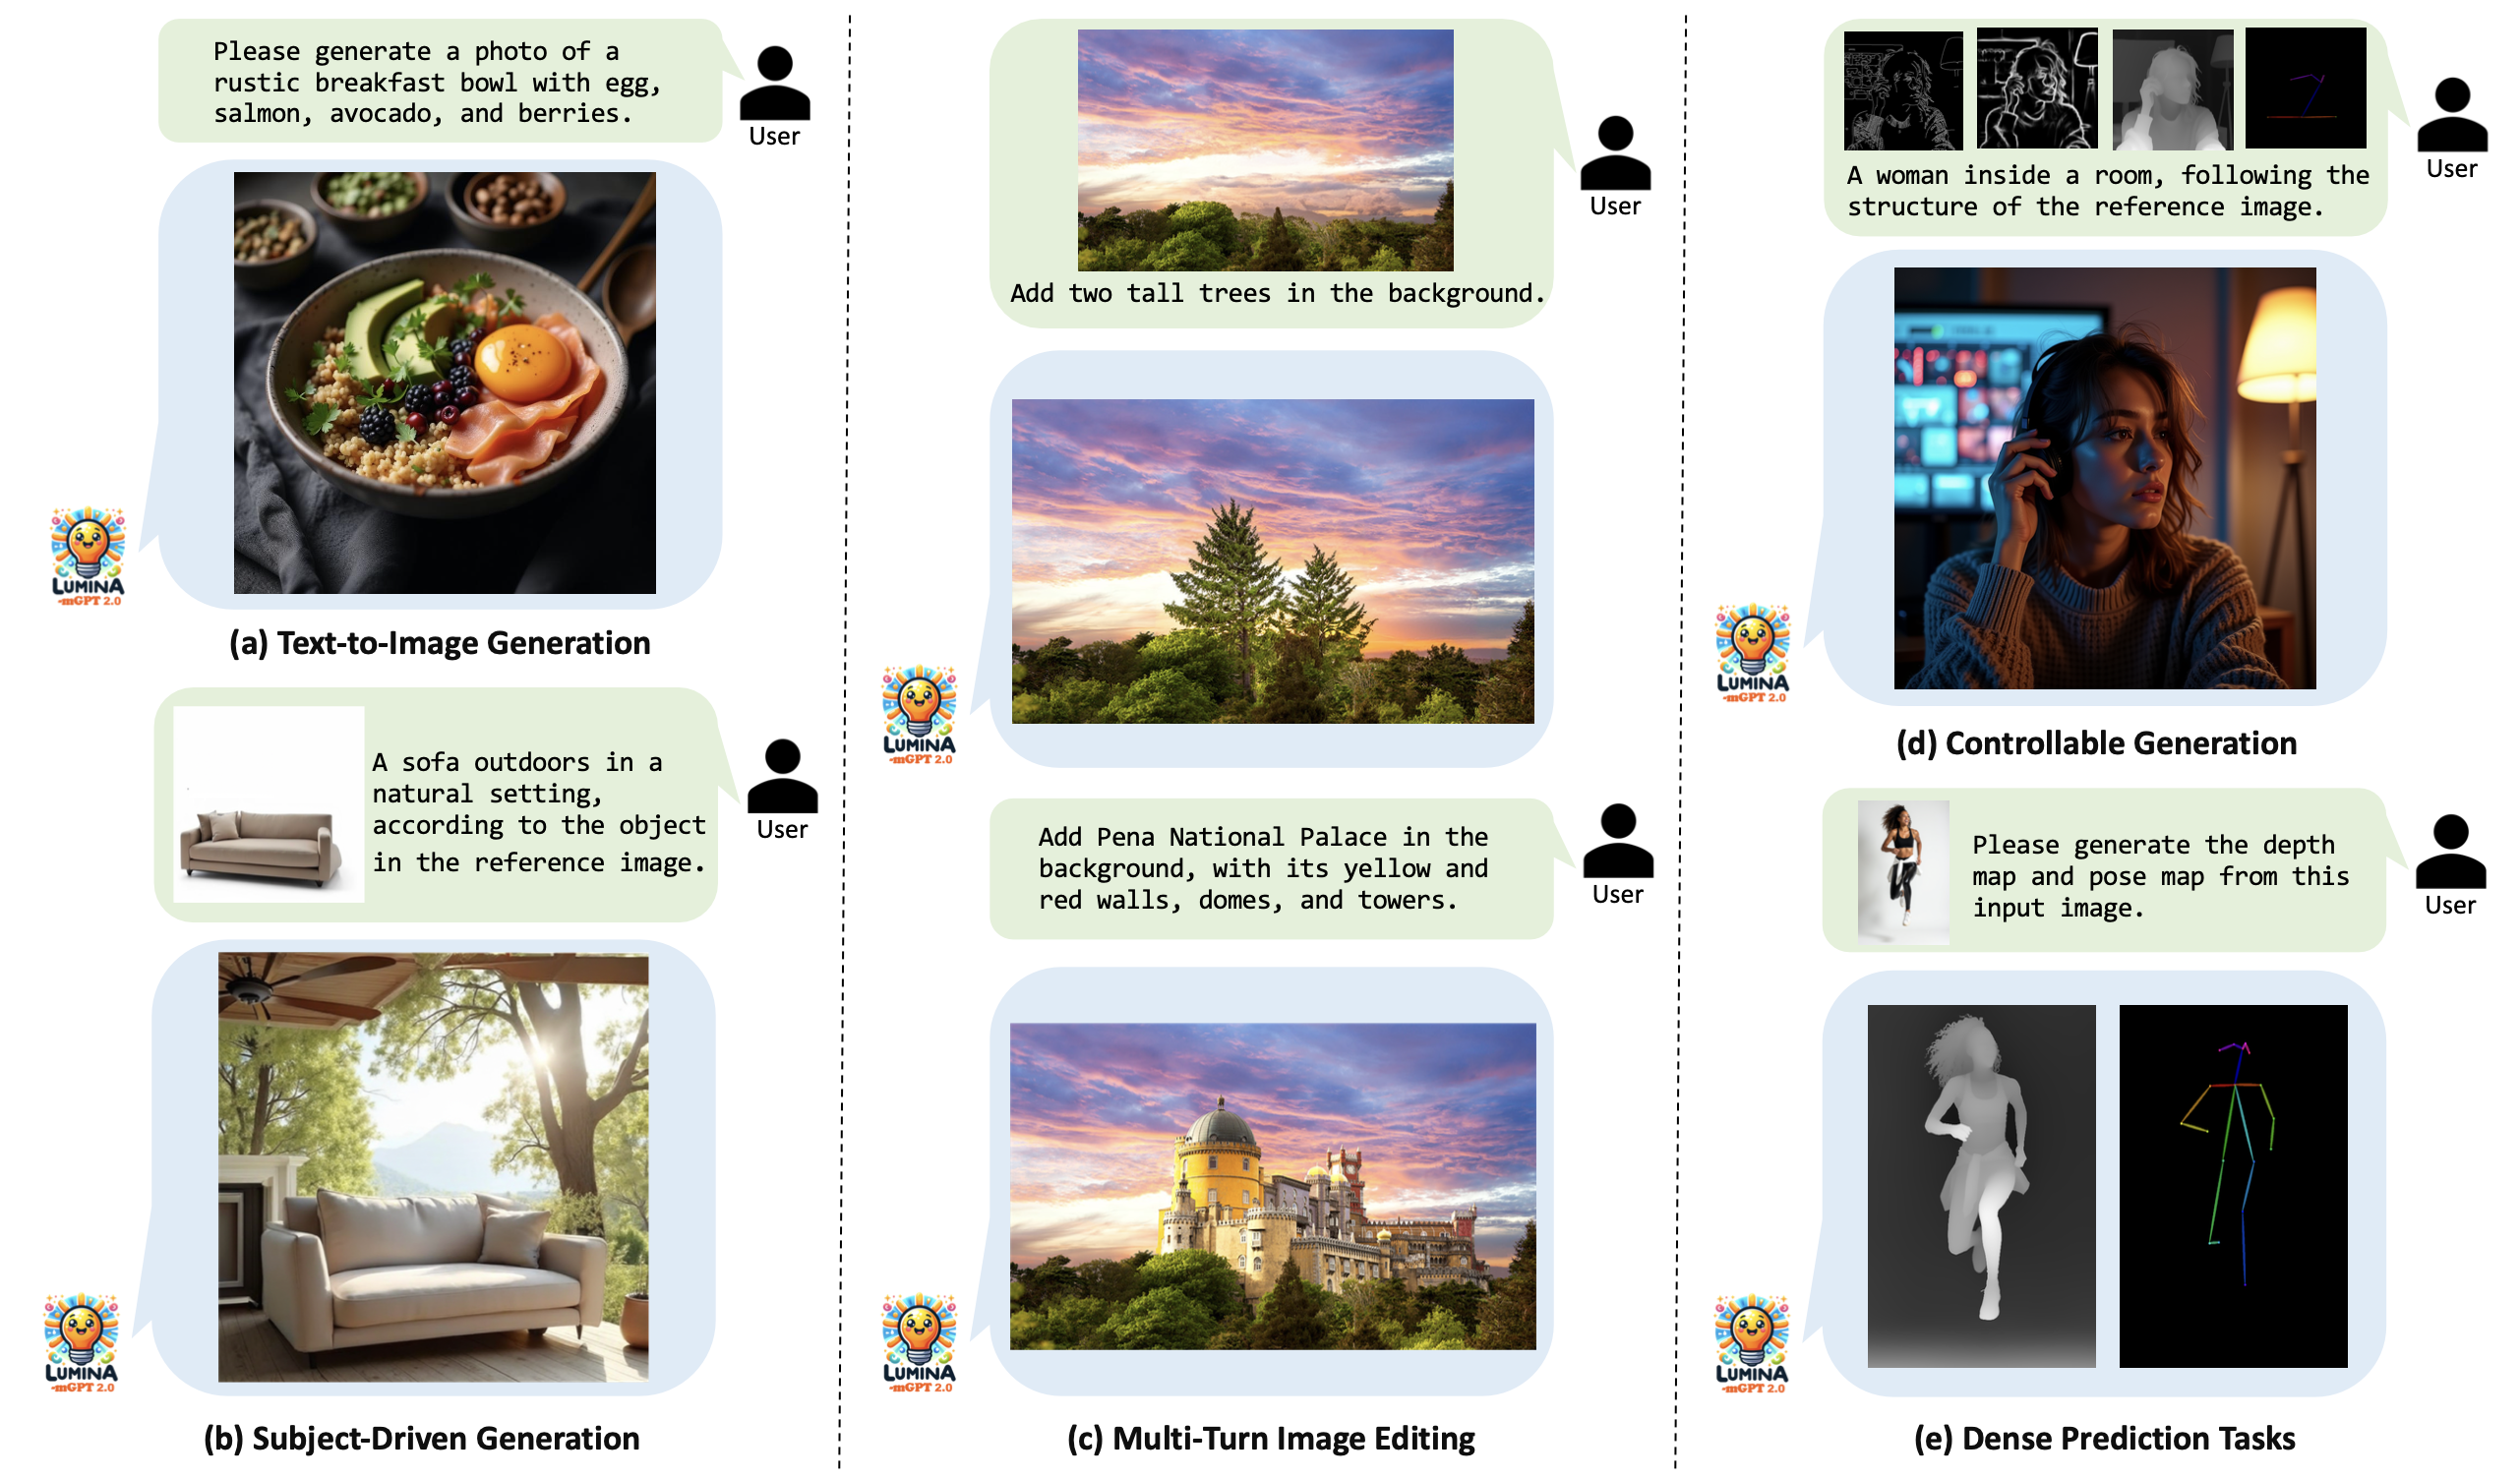 Please generate a photo of a
rustic breakfast bowl with egg,
salmon, avocado, and berries.
User
LUMINA
-mGPT 2.0
(a) Text-to-Image Generation
A sofa outdoors in a
natural setting,
according to the object
in the reference image.
User
LUMINA
-mGPT 2.0
(b) Subject-Driven Generation
User
Add two tall trees in the background.
LUMINA
-mGPT 2.0
Add Pena National Palace in the
background, with its yellow and
red walls, domes, and towers.
User
LUMINA
-mGPT 2.0
(c) Multi-Turn Image Editing
User
A woman inside a room, following the
structure of the reference image.
LUMINA
-mGPT 2.0
(d) Controllable Generation
Please generate the depth
map and pose map from this
input image.
User
LUMINA
-mGPT 2.0
(e) Dense Prediction Tasks